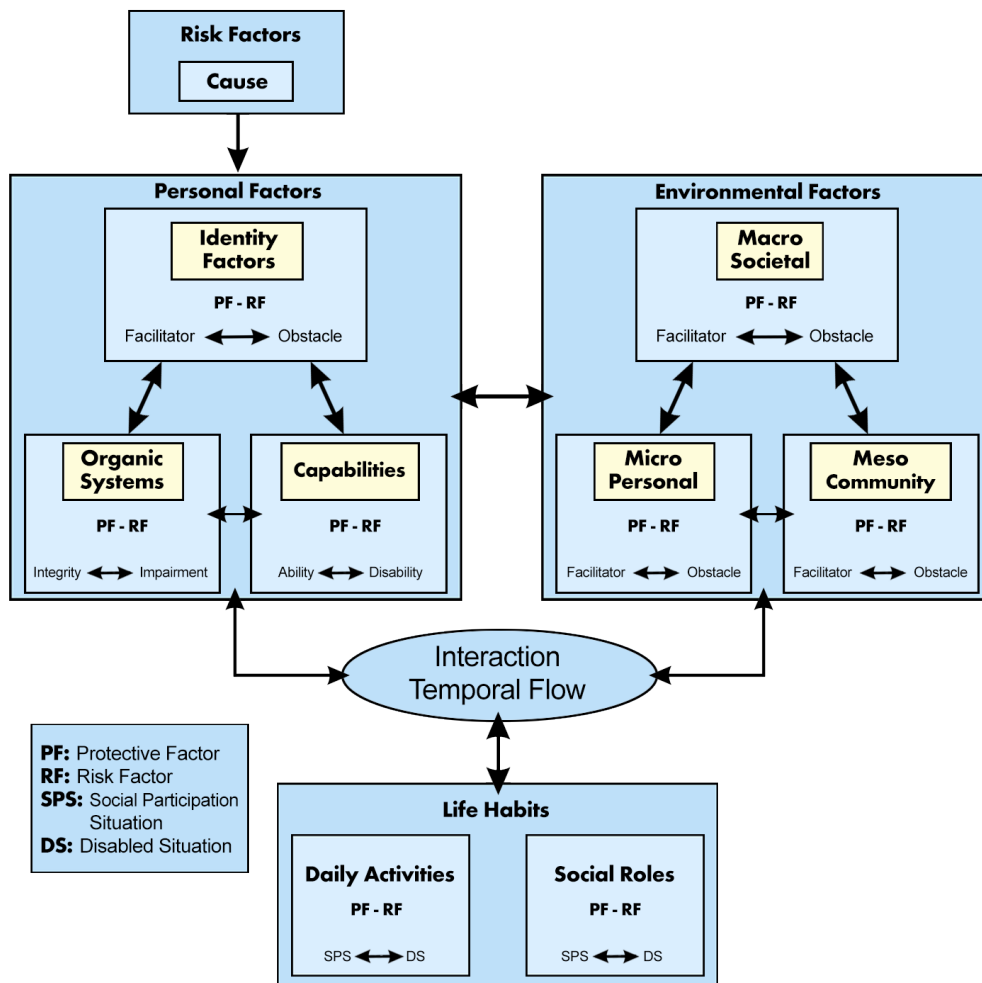 Risk Factors
Cause
Personal Factors
Identity
Factors
PF - RF
Facilitator Obstacle
Organic
Systems
PF - RF
Integrity Impairment
Capabilities
PF - RF
Ability Disability
Environmental Factors
Macro
Societal
PF - RF
Facilitator Obstacle
Micro
Personal
PF - RF
Facilitator Obstacle
Meso
Community
PF - RF
Facilitator Obstacle
Interaction
Temporal Flow
PF: Protective Factor
RF: Risk Factor
SPS: Social Participation
Situation
DS: Disabled Situation
Life Habits
Daily Activities
PF - RF
SPS DS
Social Roles
PF - RF
SPS DS